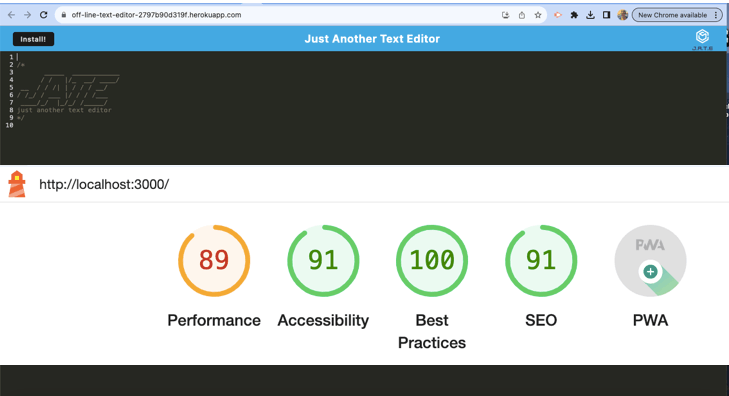 off-line-text-editor-2797b90d319f.herokuapp.com
New Chrome available
Install!
Just Another Text Editor
J.A.T.E
1
2 /*
3
4
5
6
7
8 just another text editor
9 */
10
http://localhost:3000/
89
91
100
91
PWA
Performance
Accessibility
Best
Practices
SEO
PWA